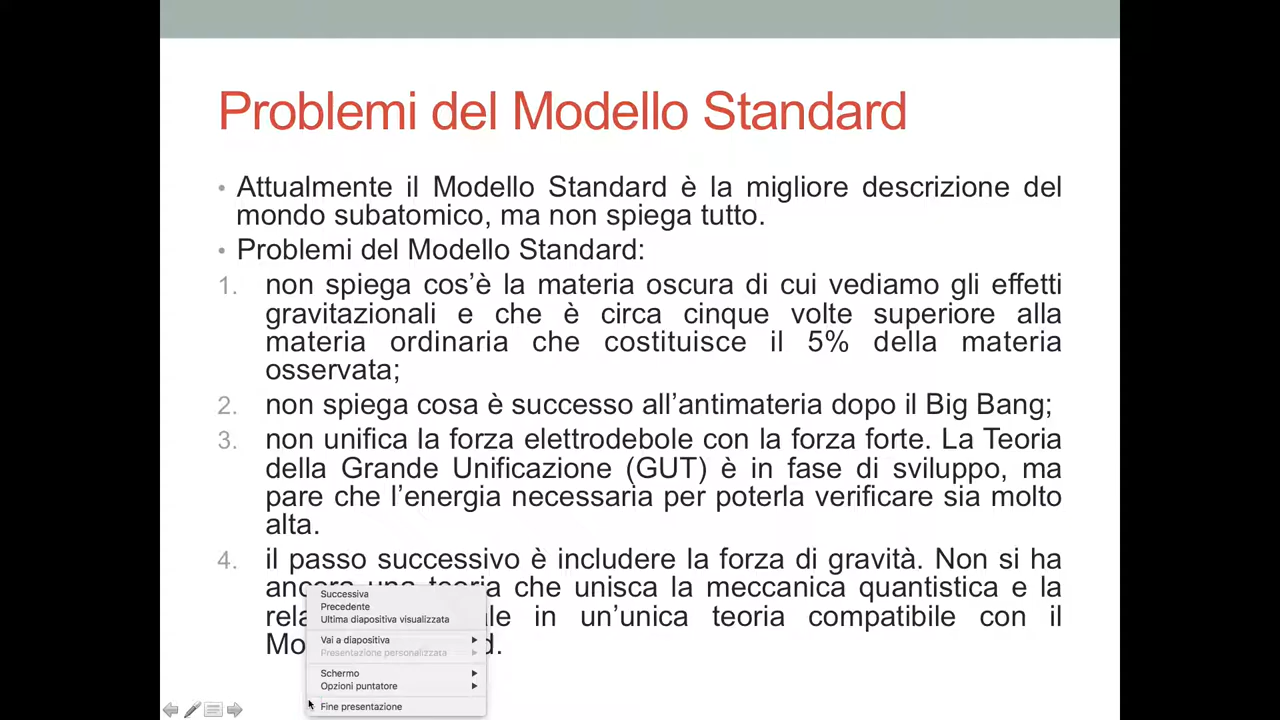 Problemi del Modello Standard
• Attualmente il Modello Standard è la migliore descrizione del
mondo subatomico, ma non spiega tutto.
• Problemi del Modello Standard:
1. non spiega cos’è la materia oscura di cui vediamo gli effetti
gravitazionali e che è circa cinque volte superiore alla
materia ordinaria che costituisce il 5% della materia
osservata;
2. non spiega cosa è successo all’antimateria dopo il Big Bang;
3. non unifica la forza elettrodebole con la forza forte. La Teoria
della Grande Unificazione (GUT) è in fase di sviluppo, ma
pare che l’energia necessaria per poterla verificare sia molto
alta.
4. il passo successivo è includere la forza di gravità. Non si ha
ancora una teoria che unisca la meccanica quantistica e la
in un’unica teoria compatibile con il
Successiva
Precedente
Ultima diapositiva visualizzata
Vai a diapositiva
Presentazione personalizzata
Schermo
Opzioni puntatore
Fine presentazione